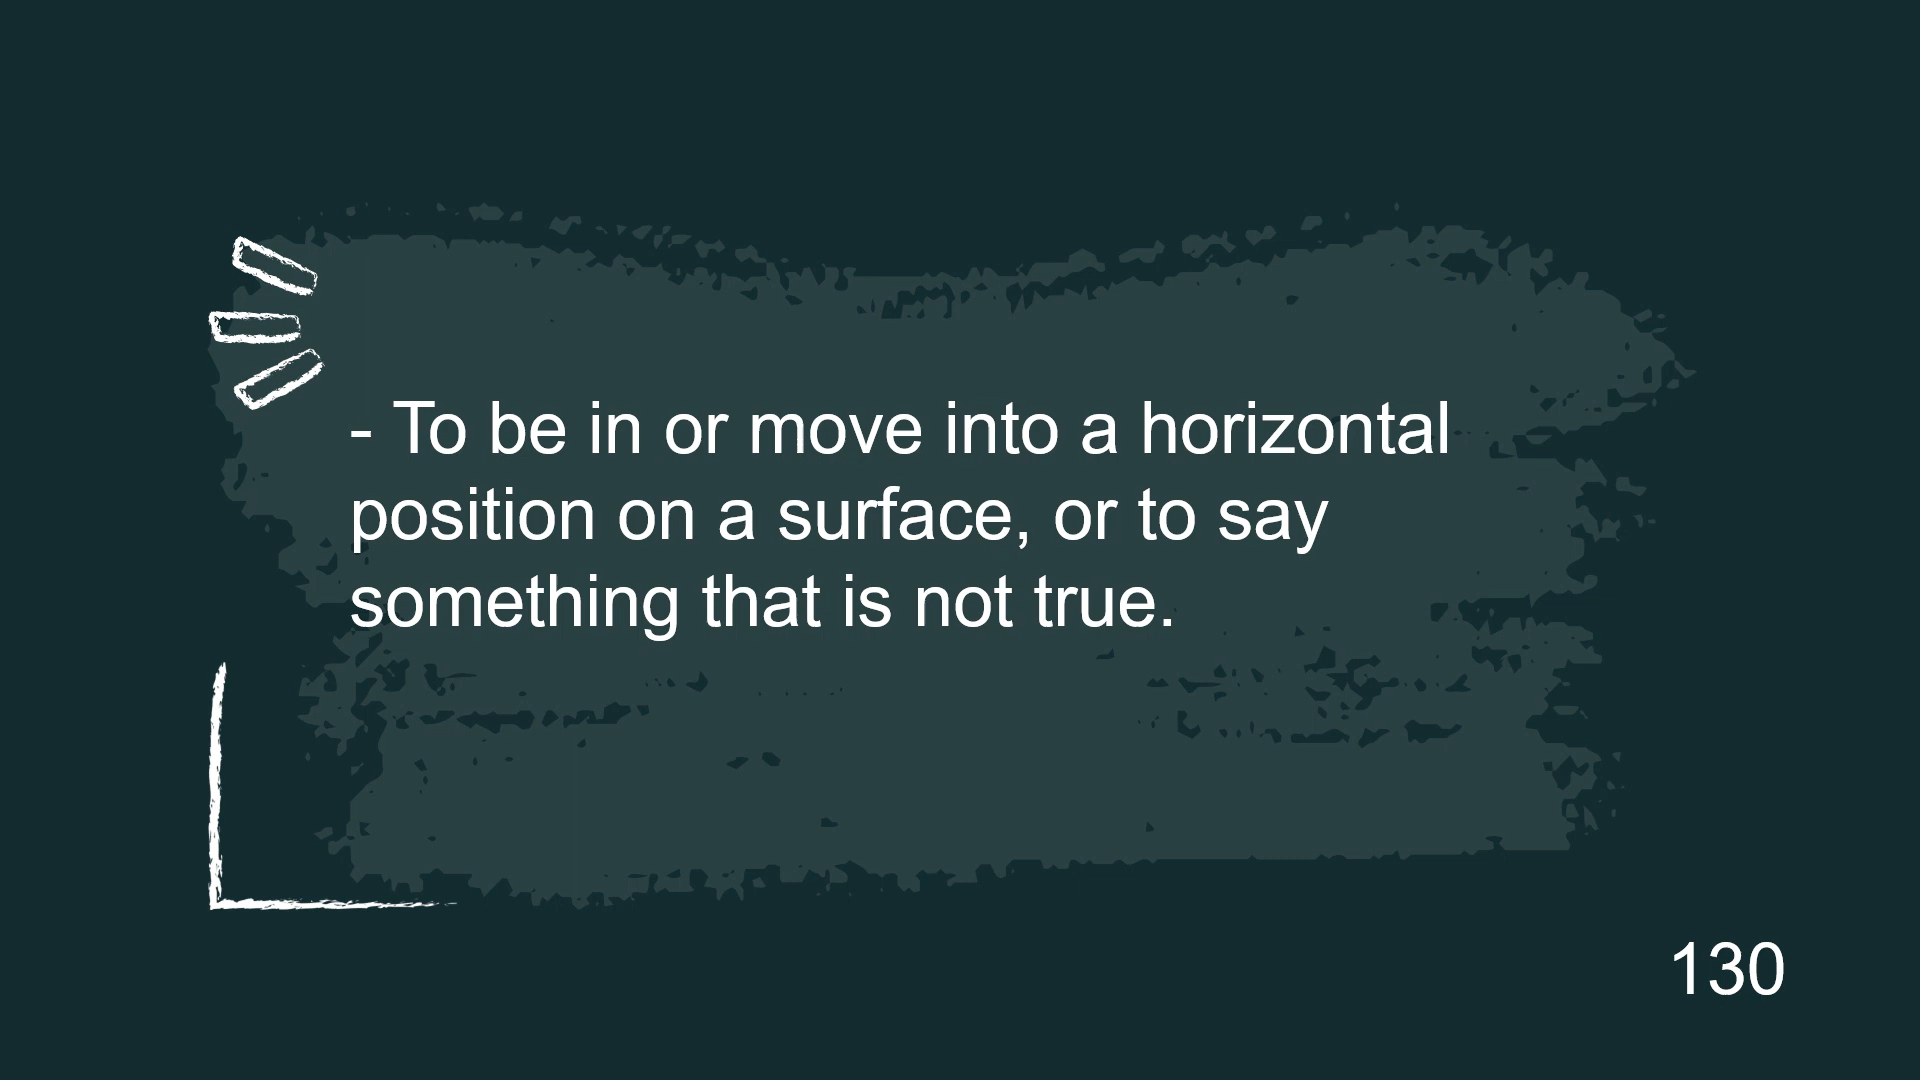 - To be in or move into a horizontal
position on a surface, or to say
something that is not true.
130